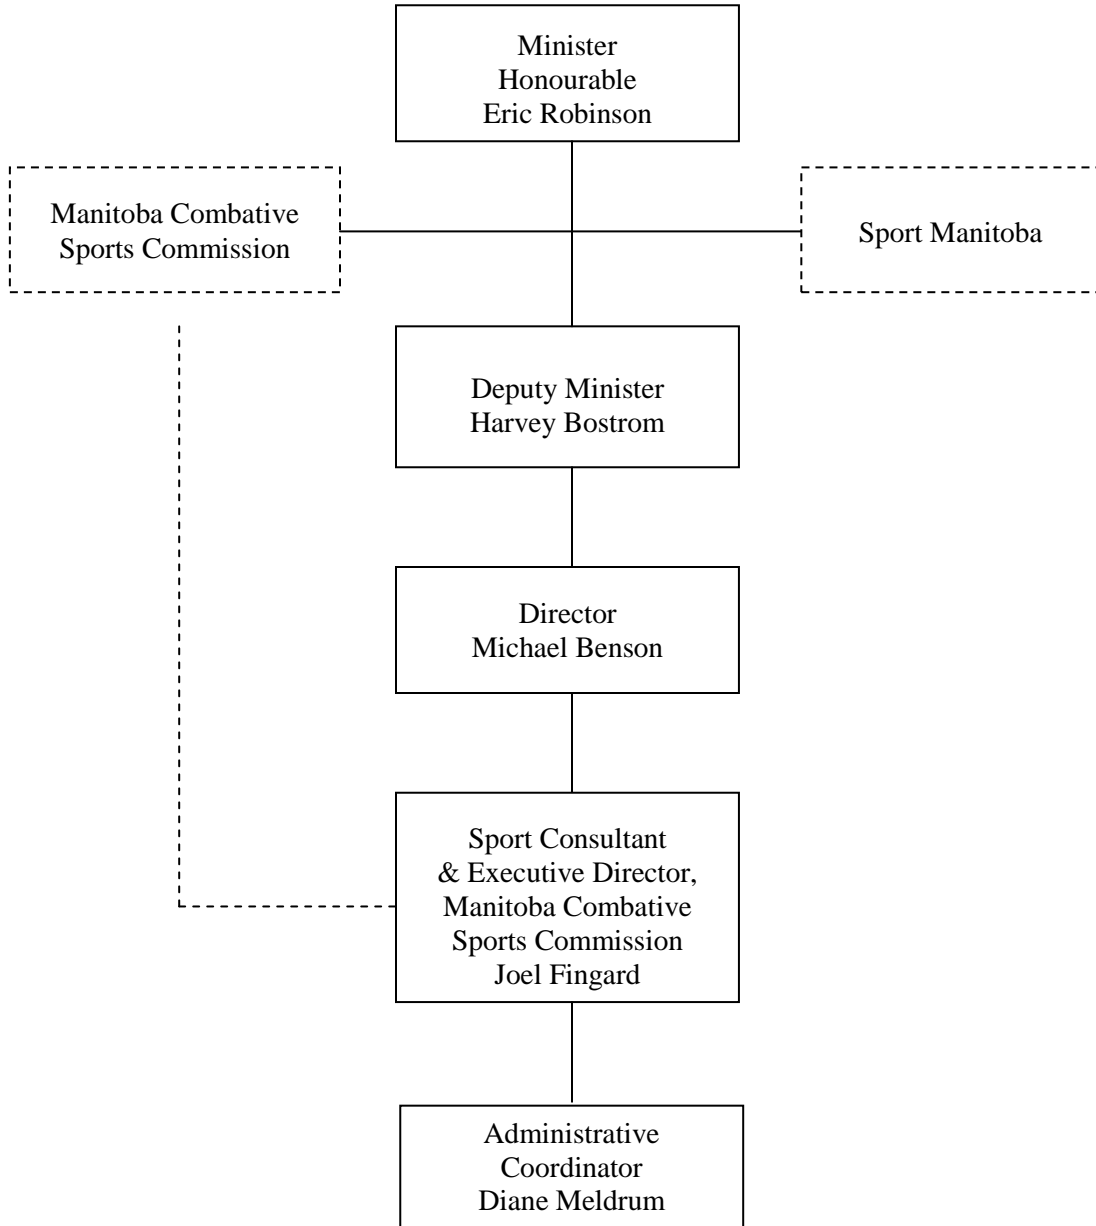 Minister
Honourable
Eric Robinson
Manitoba Combative
Sports Commission
Sport Manitoba
Deputy Minister
Harvey Bostrom
Director
Michael Benson
Sport Consultant
& Executive Director,
Manitoba Combative
Sports Commission
Joel Fingard
Administrative
Coordinator
Diane Meldrum